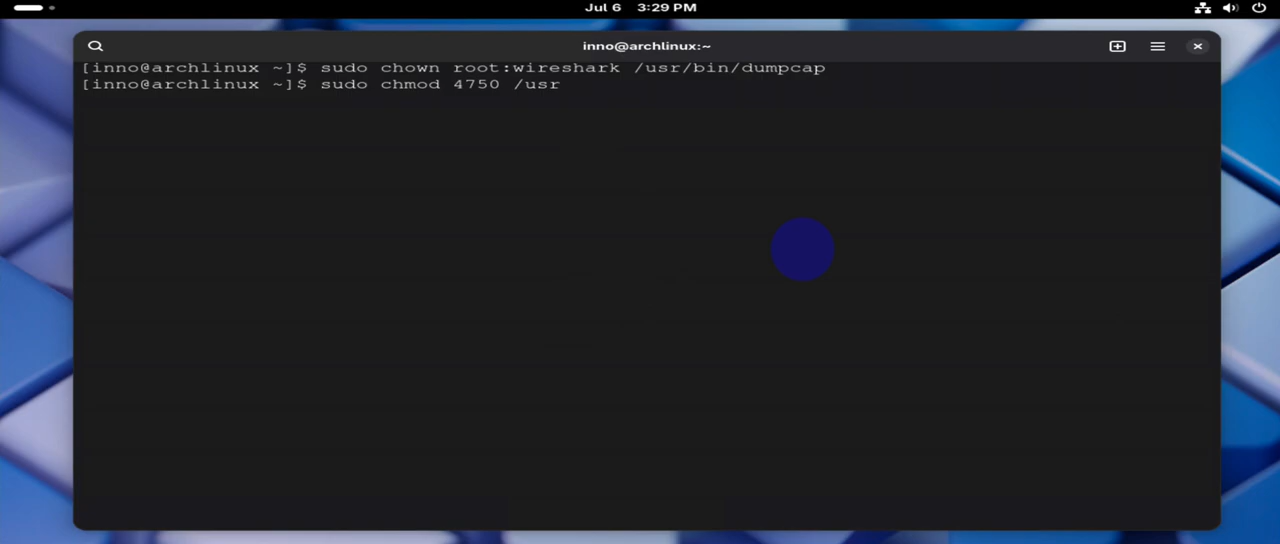 Jul 6 3:29 PM
inno@archlinux:~
[inno@archlinux ~]$ sudo chown root:wireshark /usr/bin/dumpcap
[inno@archlinux ~]$ sudo chmod 4750 /usr